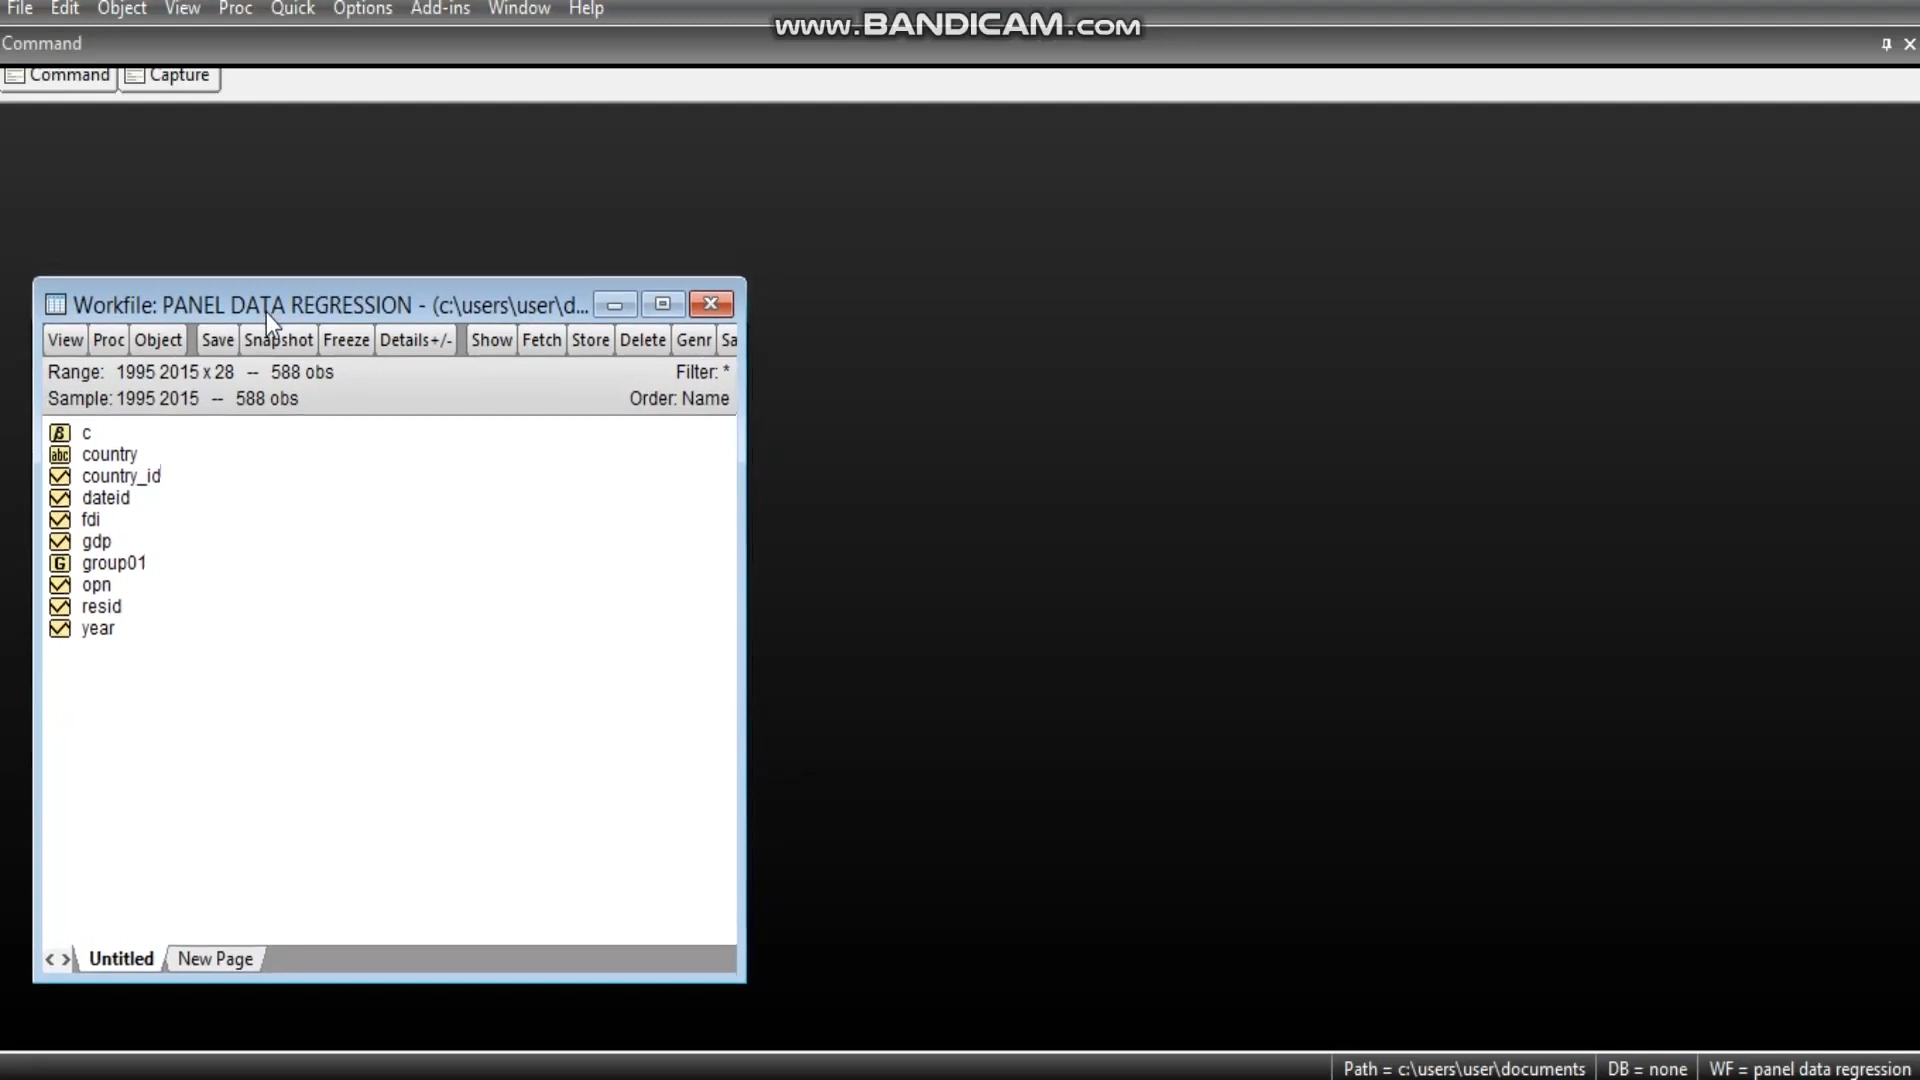 File Edit Object View Proc Quick Options Add-ins Window Help
www.BANDICAM.com
Command
Command Capture
Workfile: PANEL DATA REGRESSION - (c:\users\user\d...
View Proc Object Save Snapshot Freeze Details+/- Show Fetch Store Delete Genr Sa
Range: 1995 2015 x 28 -- 588 obs Filter: *
Sample: 1995 2015 -- 588 obs Order: Name
β c
abc country
country_id
dateid
fdi
gdp
G group01
opn
resid
year
< > Untitled New Page
Path = c:\users\user\documents DB = none WF = panel data regression